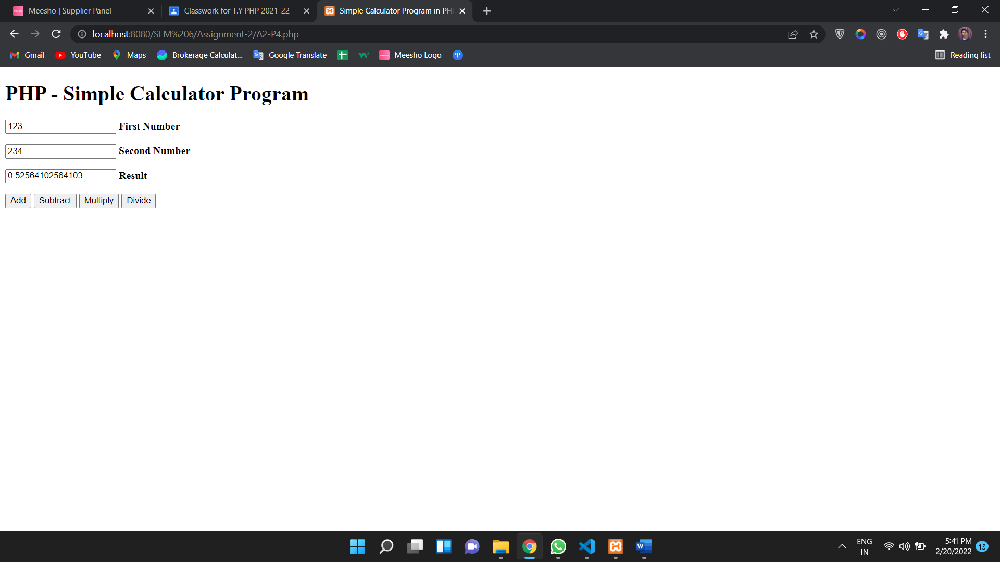 Meesho | Supplier Panel
Classwork for T.Y PHP 2021-22
Simple Calculator Program in PH
localhost:8080/SEM%206/Assignment-2/A2-P4.php
Gmail
YouTube
Maps
Brokerage Calculat...
Google Translate
Meesho Logo
Reading list
PHP - Simple Calculator Program
123 First Number
234 Second Number
0.52564102564103 Result
Add Subtract Multiply Divide
ENG
IN
5:41 PM
2/20/2022
13